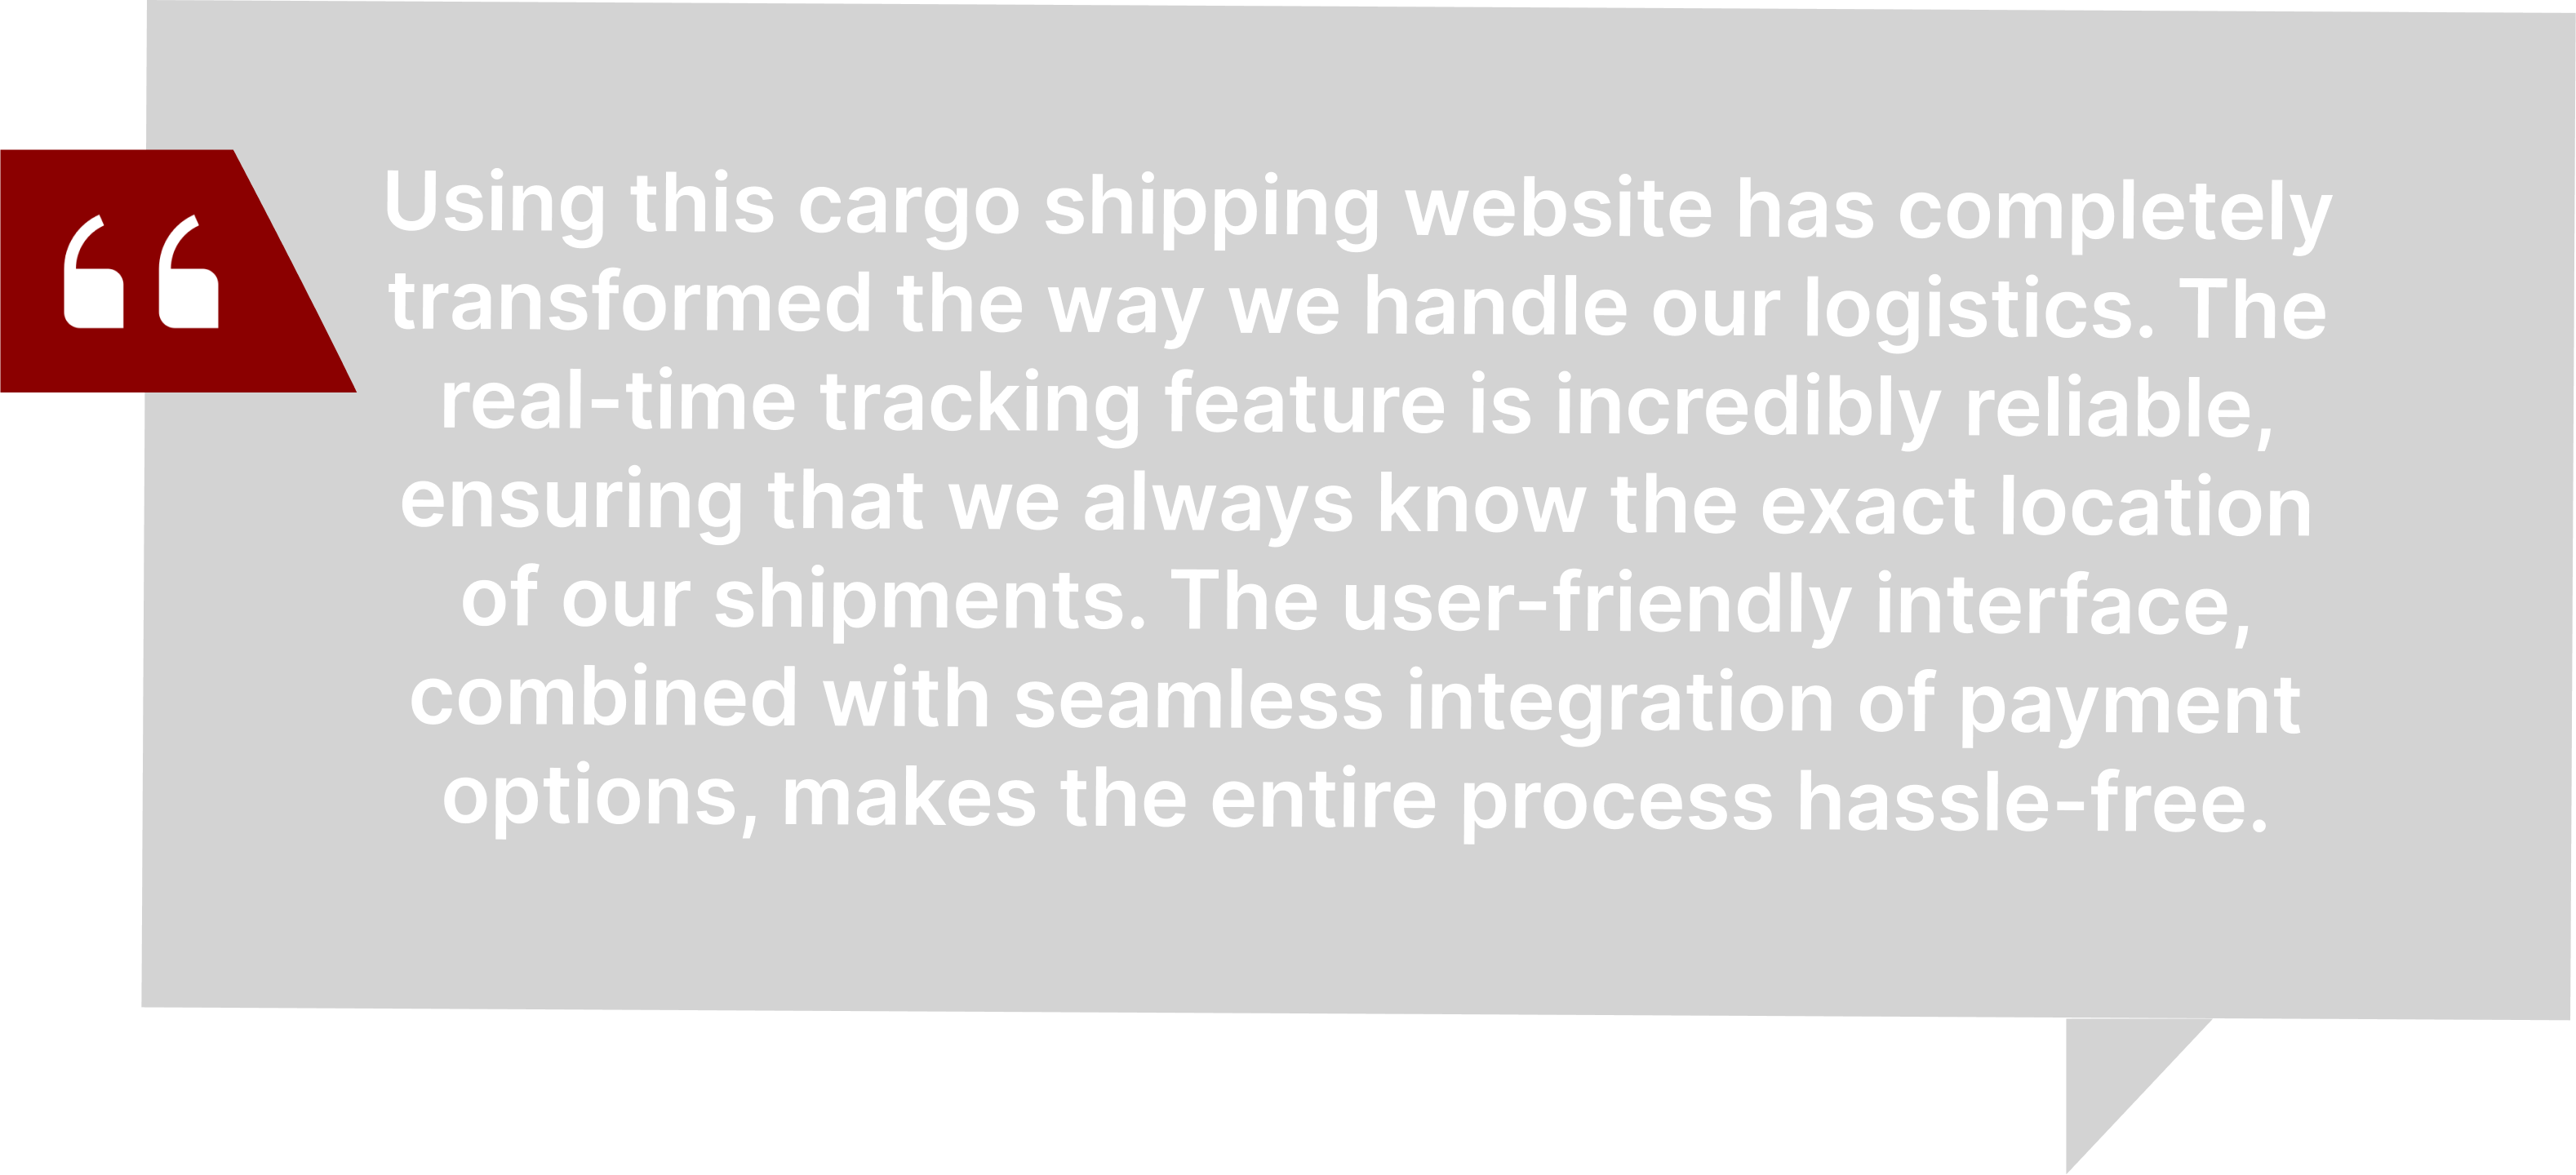 Using this cargo shipping website has completely
transformed the way we handle our logistics. The
real-time tracking feature is incredibly reliable,
ensuring that we always know the exact location
of our shipments. The user-friendly interface,
combined with seamless integration of payment
options, makes the entire process hassle-free.